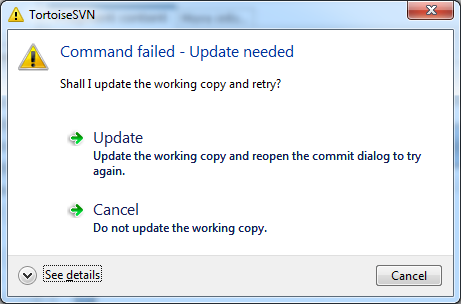 TortoiseSVN
Command failed - Update needed
Shall I update the working copy and retry?
Update
Update the working copy and reopen the commit dialog to try
again.
Cancel
Do not update the working copy.
See details
Cancel